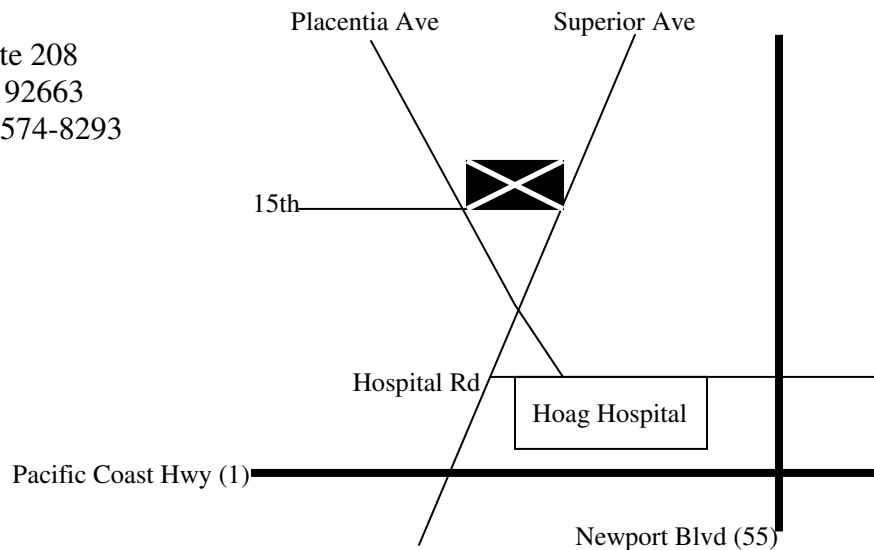 Placentia Ave
Superior Ave
te 208
92663
574-8293
15th
Hospital Rd
Hoag Hospital
Pacific Coast Hwy (1)
Newport Blvd (55)